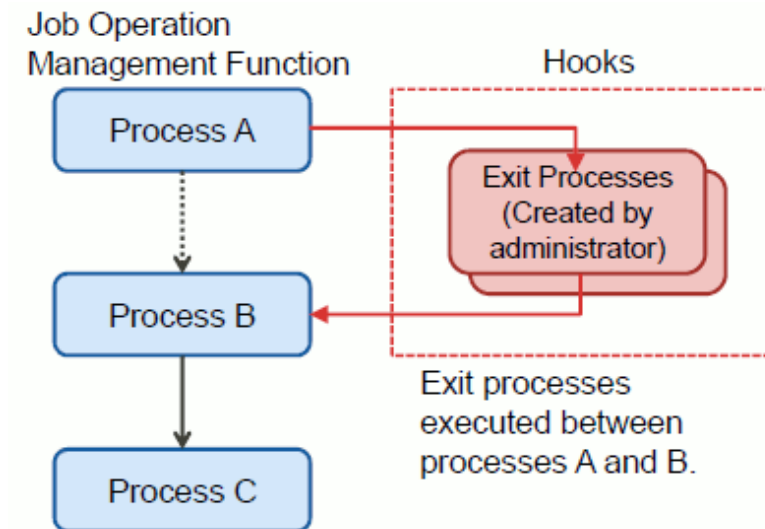 Job Operation
Management Function
Hooks
Process A
Exit Processes
(Created by
administrator)
Process B
Exit processes
executed between
processes A and B.
Process C